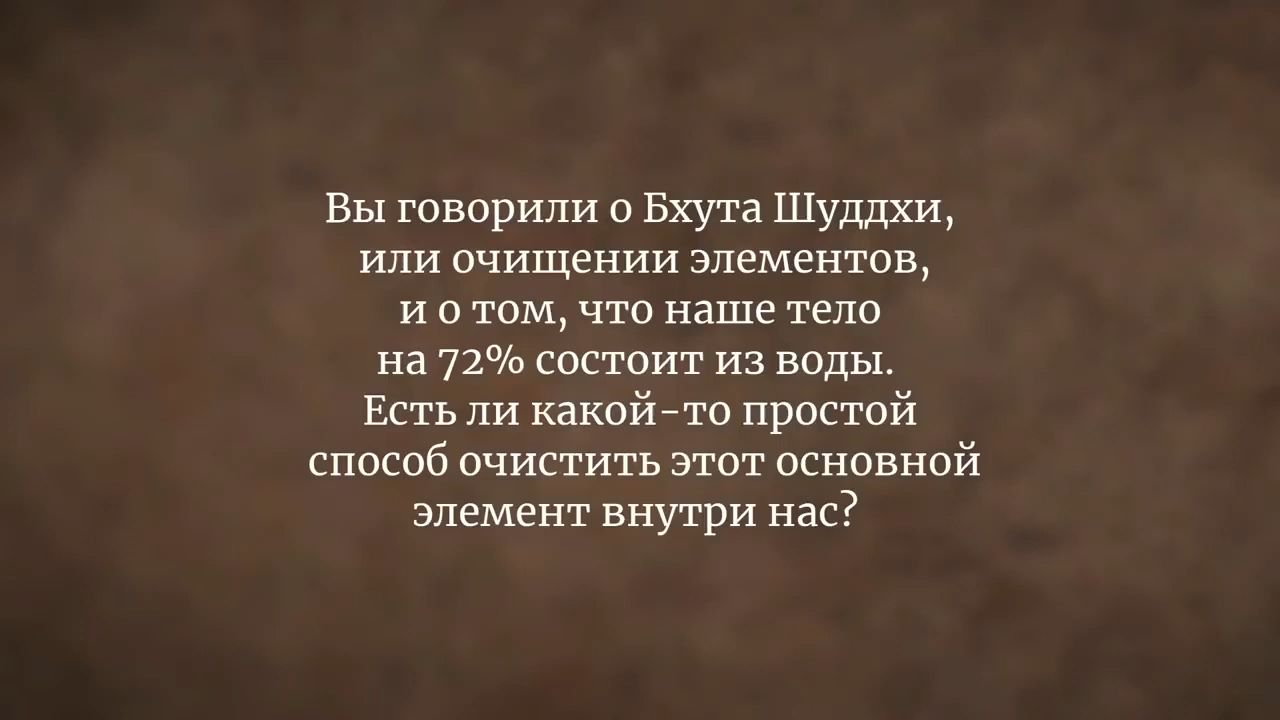 Вы говорили о Бхута Шуддхи,
или очищении элементов,
и о том, что наше тело
на 72% состоит из воды.
Есть ли какой-то простой
способ очистить этот основной
элемент внутри нас?